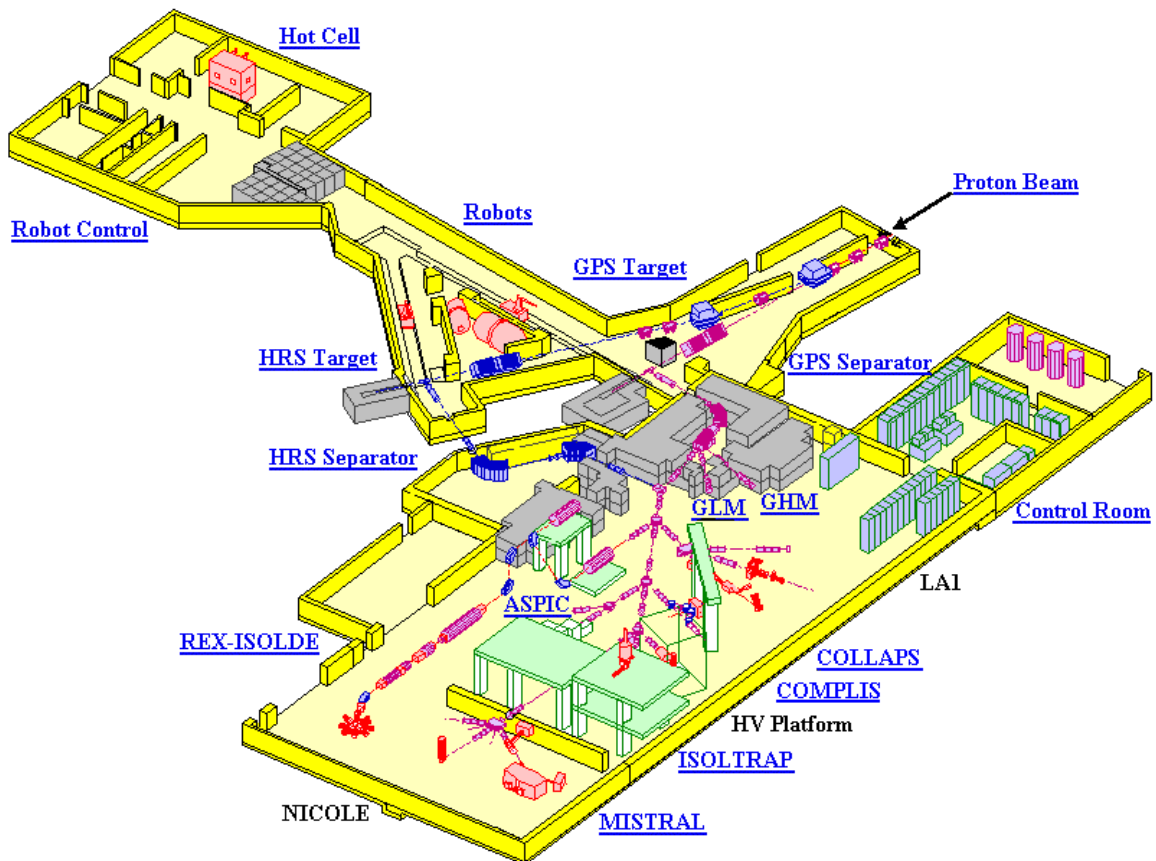 Hot Cell
Proton Beam
Robot Control
Robots
GPS Target
HRS Target
GPS Separator
HRS Separator
GLM
GHM
Control Room
LA1
ASPIC
REX-ISOLDE
COLLAPS
COMPLIS
HV Platform
ISOLTRAP
NICOLE
MISTRAL